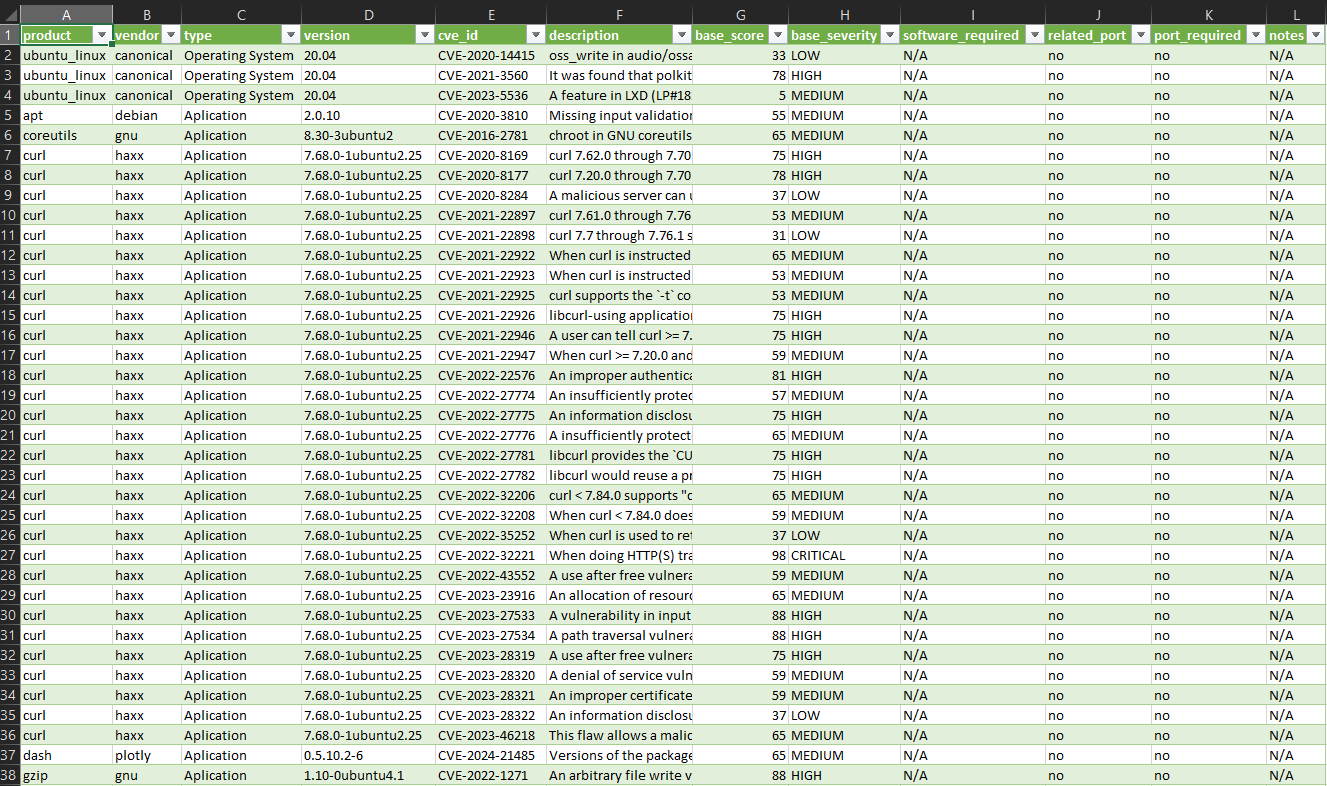 A B C D E F G H I J K L
1 product vendor type version cve_id description base_score base_severity software_required related_port port_required notes
2 ubuntu_linux canonical Operating System 20.04 CVE-2020-14415 oss_write in audio/ossa 33 LOW N/A no no N/A
3 ubuntu_linux canonical Operating System 20.04 CVE-2021-3560 It was found that polkit 78 HIGH N/A no no N/A
4 ubuntu_linux canonical Operating System 20.04 CVE-2023-5536 A feature in LXD (LP#18 5 MEDIUM N/A no no N/A
5 apt debian Aplication 2.0.10 CVE-2020-3810 Missing input validation 55 MEDIUM N/A no no N/A
6 coreutils gnu Aplication 8.30-3ubuntu2 CVE-2016-2781 chroot in GNU coreutils 65 MEDIUM N/A no no N/A
7 curl haxx Aplication 7.68.0-1ubuntu2.25 CVE-2020-8169 curl 7.62.0 through 7.70 75 HIGH N/A no no N/A
8 curl haxx Aplication 7.68.0-1ubuntu2.25 CVE-2020-8177 curl 7.20.0 through 7.70 78 HIGH N/A no no N/A
9 curl haxx Aplication 7.68.0-1ubuntu2.25 CVE-2020-8284 A malicious server can u 37 LOW N/A no no N/A
10 curl haxx Aplication 7.68.0-1ubuntu2.25 CVE-2021-22897 curl 7.61.0 through 7.76 53 MEDIUM N/A no no N/A
11 curl haxx Aplication 7.68.0-1ubuntu2.25 CVE-2021-22898 curl 7.7 through 7.76.1 s 31 LOW N/A no no N/A
12 curl haxx Aplication 7.68.0-1ubuntu2.25 CVE-2021-22922 When curl is instructed 65 MEDIUM N/A no no N/A
13 curl haxx Aplication 7.68.0-1ubuntu2.25 CVE-2021-22923 When curl is instructed 53 MEDIUM N/A no no N/A
14 curl haxx Aplication 7.68.0-1ubuntu2.25 CVE-2021-22925 curl supports the `-t` co 53 MEDIUM N/A no no N/A
15 curl haxx Aplication 7.68.0-1ubuntu2.25 CVE-2021-22926 libcurl-using application 75 HIGH N/A no no N/A
16 curl haxx Aplication 7.68.0-1ubuntu2.25 CVE-2021-22946 A user can tell curl >= 7. 75 HIGH N/A no no N/A
17 curl haxx Aplication 7.68.0-1ubuntu2.25 CVE-2021-22947 When curl >= 7.20.0 and 59 MEDIUM N/A no no N/A
18 curl haxx Aplication 7.68.0-1ubuntu2.25 CVE-2022-22576 An improper authentica 81 HIGH N/A no no N/A
19 curl haxx Aplication 7.68.0-1ubuntu2.25 CVE-2022-27774 An insufficiently protec 57 MEDIUM N/A no no N/A
20 curl haxx Aplication 7.68.0-1ubuntu2.25 CVE-2022-27775 An information disclosu 75 HIGH N/A no no N/A
21 curl haxx Aplication 7.68.0-1ubuntu2.25 CVE-2022-27776 A insufficiently protect 65 MEDIUM N/A no no N/A
22 curl haxx Aplication 7.68.0-1ubuntu2.25 CVE-2022-27781 libcurl provides the `CU 75 HIGH N/A no no N/A
23 curl haxx Aplication 7.68.0-1ubuntu2.25 CVE-2022-27782 libcurl would reuse a pr 75 HIGH N/A no no N/A
24 curl haxx Aplication 7.68.0-1ubuntu2.25 CVE-2022-32206 curl < 7.84.0 supports "c 65 MEDIUM N/A no no N/A
25 curl haxx Aplication 7.68.0-1ubuntu2.25 CVE-2022-32208 When curl < 7.84.0 does 59 MEDIUM N/A no no N/A
26 curl haxx Aplication 7.68.0-1ubuntu2.25 CVE-2022-35252 When curl is used to ret 37 LOW N/A no no N/A
27 curl haxx Aplication 7.68.0-1ubuntu2.25 CVE-2022-32221 When doing HTTP(S) tra 98 CRITICAL N/A no no N/A
28 curl haxx Aplication 7.68.0-1ubuntu2.25 CVE-2022-43552 A use after free vulnera 59 MEDIUM N/A no no N/A
29 curl haxx Aplication 7.68.0-1ubuntu2.25 CVE-2023-23916 An allocation of resourc 65 MEDIUM N/A no no N/A
30 curl haxx Aplication 7.68.0-1ubuntu2.25 CVE-2023-27533 A vulnerability in input 88 HIGH N/A no no N/A
31 curl haxx Aplication 7.68.0-1ubuntu2.25 CVE-2023-27534 A path traversal vulnera 88 HIGH N/A no no N/A
32 curl haxx Aplication 7.68.0-1ubuntu2.25 CVE-2023-28319 A use after free vulnera 75 HIGH N/A no no N/A
33 curl haxx Aplication 7.68.0-1ubuntu2.25 CVE-2023-28320 A denial of service vuln 59 MEDIUM N/A no no N/A
34 curl haxx Aplication 7.68.0-1ubuntu2.25 CVE-2023-28321 An improper certificate 59 MEDIUM N/A no no N/A
35 curl haxx Aplication 7.68.0-1ubuntu2.25 CVE-2023-28322 An information disclosu 37 LOW N/A no no N/A
36 curl haxx Aplication 7.68.0-1ubuntu2.25 CVE-2023-46218 This flaw allows a malic 65 MEDIUM N/A no no N/A
37 dash plotly Aplication 0.5.10.2-6 CVE-2024-21485 Versions of the package 65 MEDIUM N/A no no N/A
38 gzip gnu Aplication 1.10-0ubuntu4.1 CVE-2022-1271 An arbitrary file write v 88 HIGH N/A no no N/A